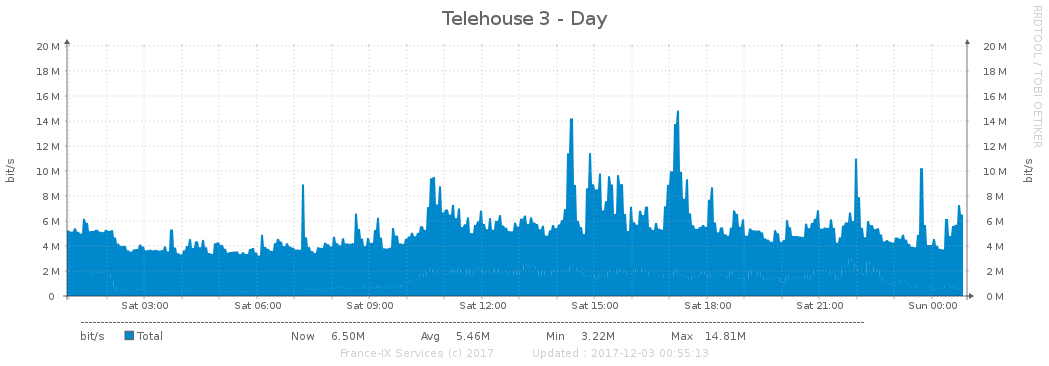 Telehouse 3 - Day
RRDTOOL / TOBI OETIKER
bit/s
bit/s
20 M 20 M
18 M 18 M
16 M 16 M
14 M 14 M
12 M 12 M
10 M 10 M
8 M 8 M
6 M 6 M
4 M 4 M
2 M 2 M
0 0 M
Sat 03:00 Sat 06:00 Sat 09:00 Sat 12:00 Sat 15:00 Sat 18:00 Sat 21:00 Sun 00:00
bit/s Total Now 6.50M Avg 5.46M Min 3.22M Max 14.81M
France-IX Services (c) 2017 Updated : 2017-12-03 00:55:13